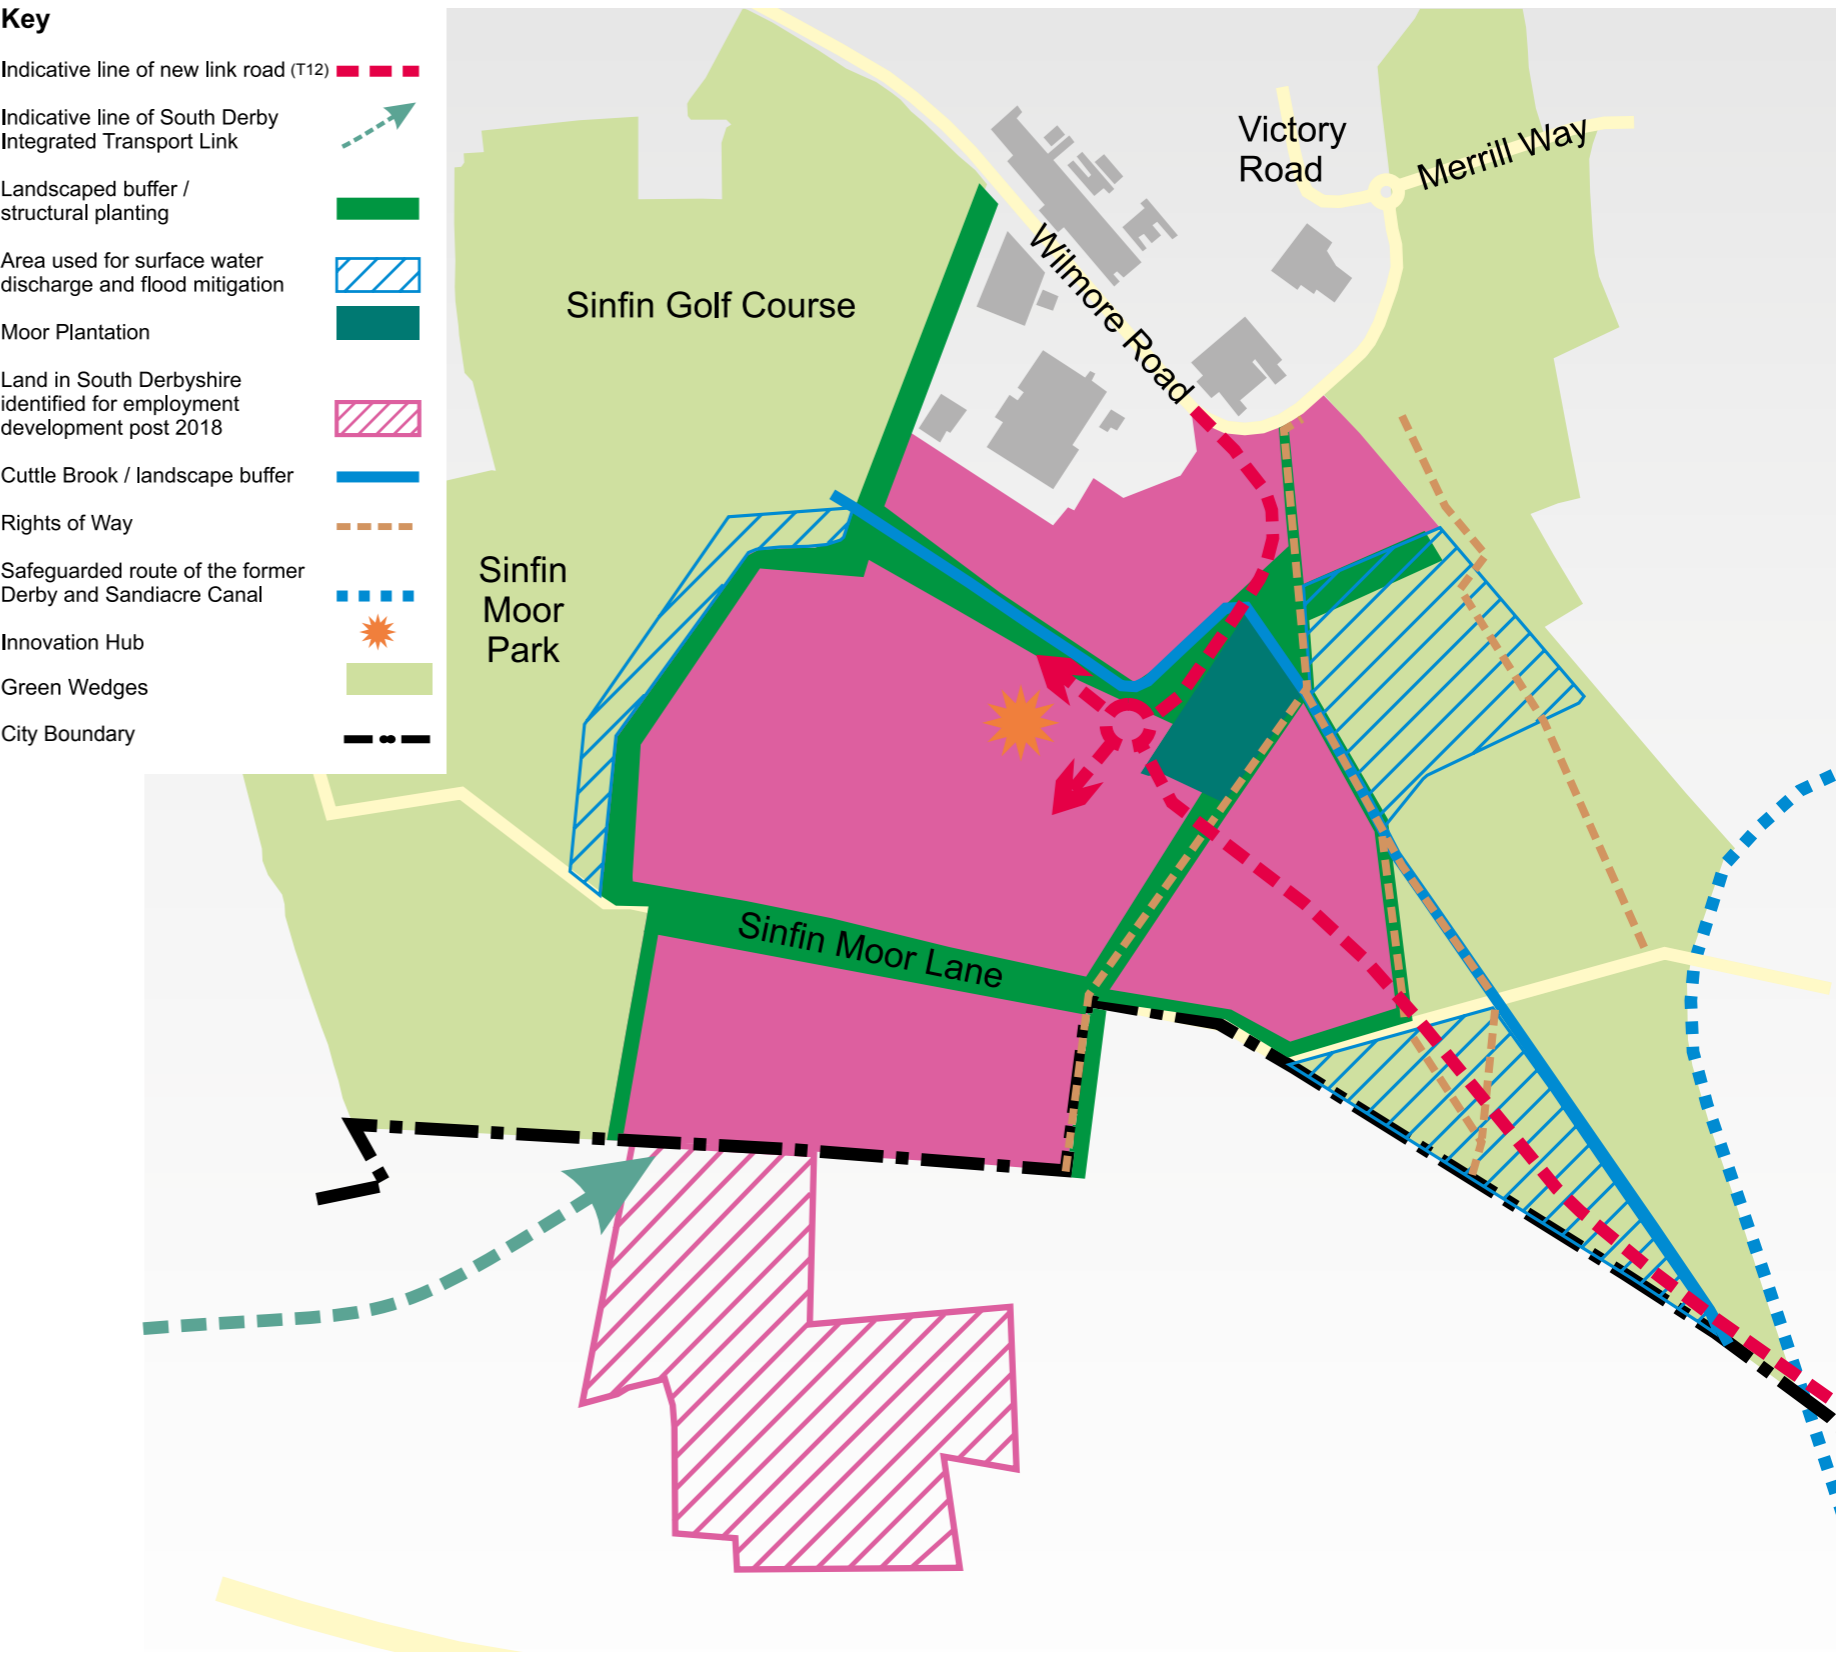 Key
Indicative line of new link road (T12)
Indicative line of South Derby
Integrated Transport Link
Landscaped buffer /
structural planting
Area used for surface water
discharge and flood mitigation
Moor Plantation
Land in South Derbyshire
identified for employment
development post 2018
Cuttle Brook / landscape buffer
Rights of Way
Safeguarded route of the former
Derby and Sandiacre Canal
Innovation Hub
Green Wedges
City Boundary
Victory
Road
Merrill Way
Wilmore Road
Sinfin Golf Course
Sinfin
Moor
Park
Sinfin Moor Lane